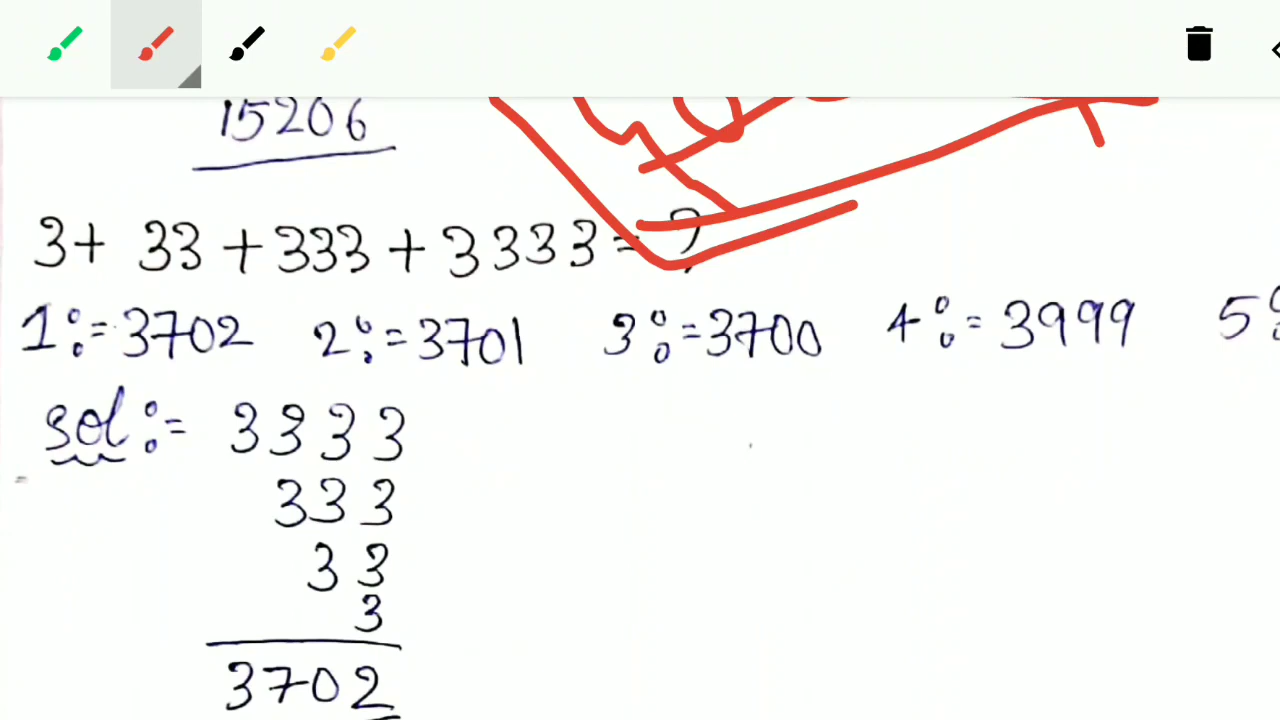 15206
3+ 33 + 333 + 3333 = ?
1:= 3702 2:= 3701 3:= 3700 4:= 3999 5:
sol:= 3333
333
33
3
3702